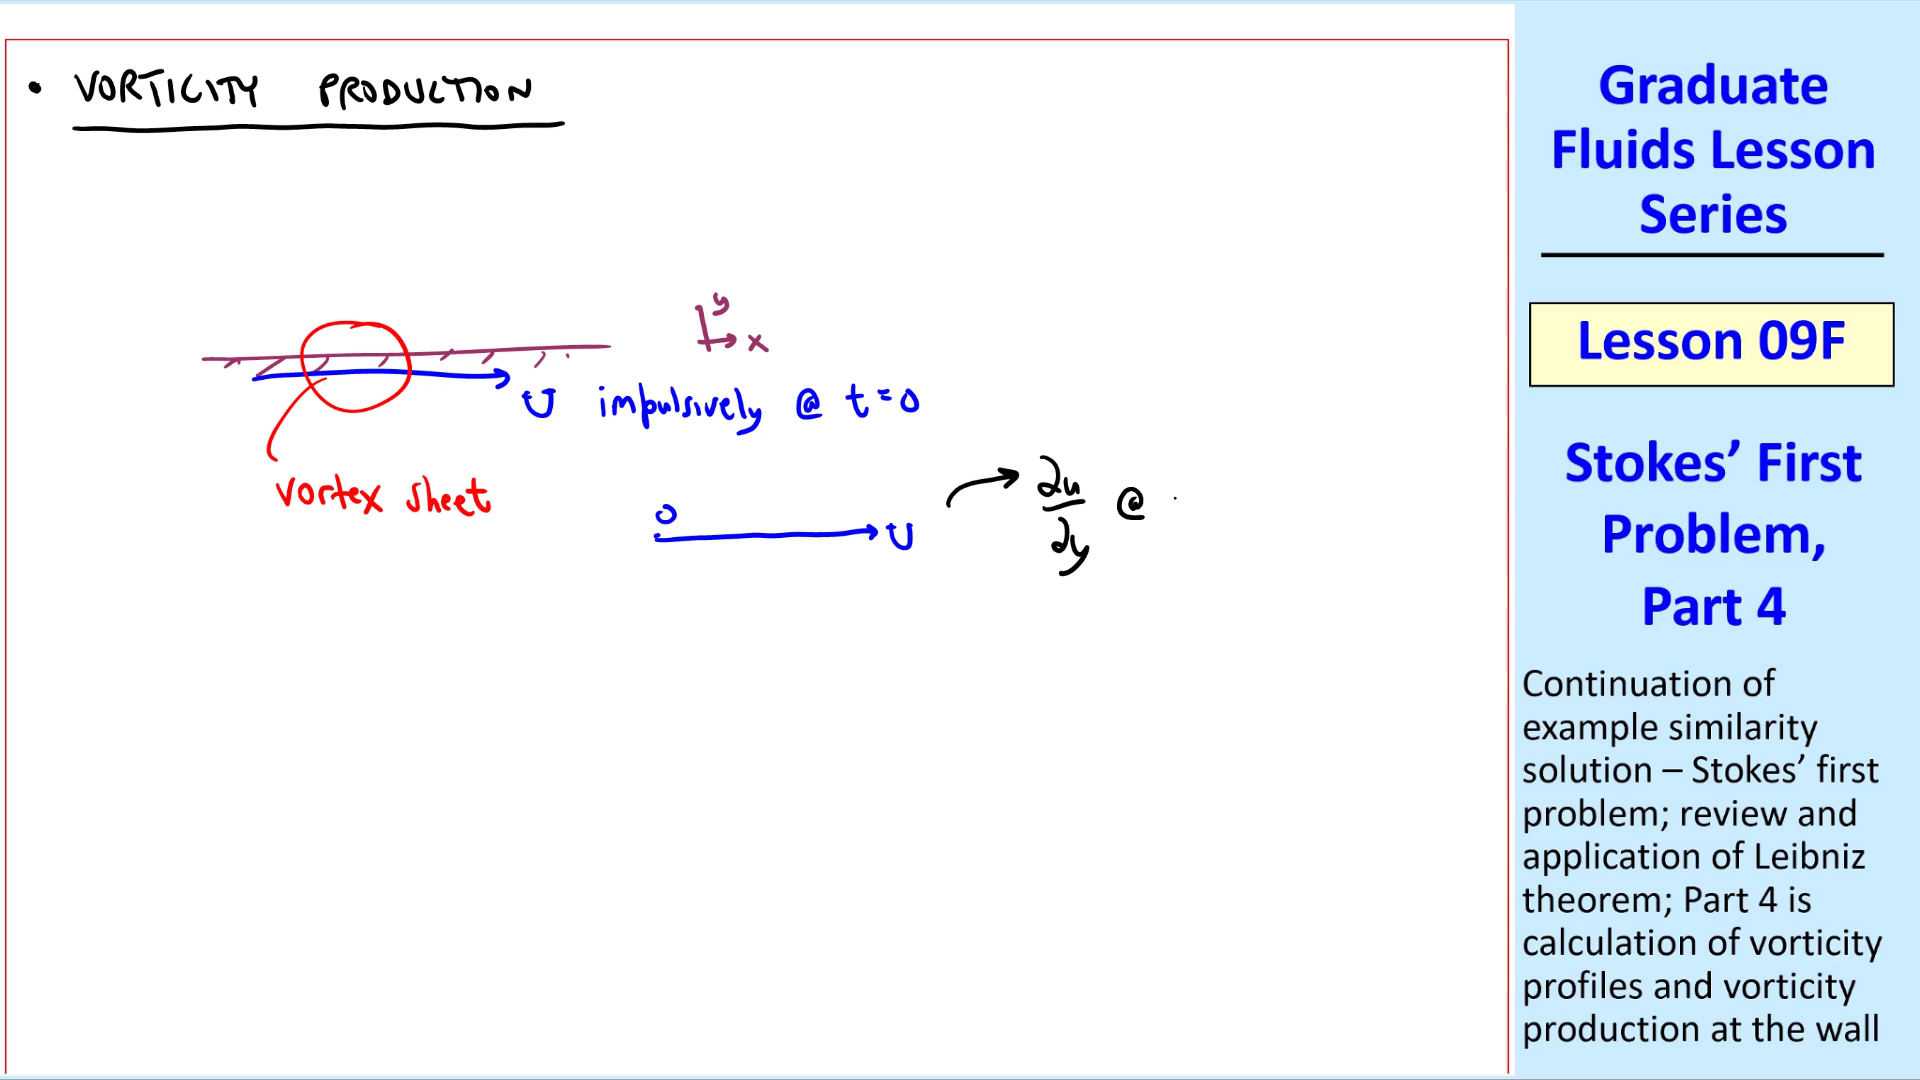 • VORTICITY PRODUCTION
y
x
U impulsively @ t=0
vortex sheet
0
U
∂u/∂y @
Graduate
Fluids Lesson
Series
Lesson 09F
Stokes’ First
Problem,
Part 4
Continuation of
example similarity
solution – Stokes’ first
problem; review and
application of Leibniz
theorem; Part 4 is
calculation of vorticity
profiles and vorticity
production at the wall